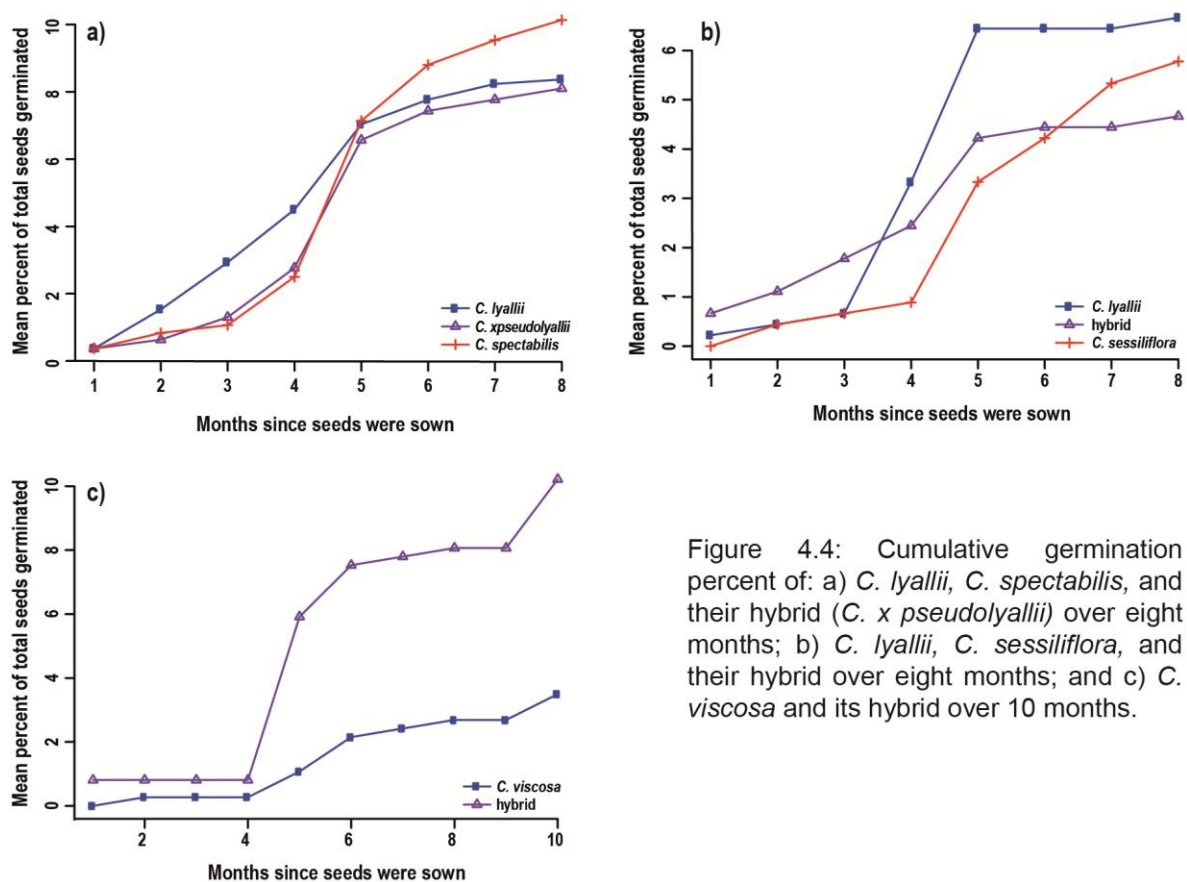 a)
Mean percent of total seeds germinated
10
8
6
4
2
0
C. lyallii
C. xpseudolyallii
C. spectabilis
1 2 3 4 5 6 7 8
Months since seeds were sown
b)
Mean percent of total seeds germinated
6
5
4
3
2
1
0
C. lyallii
hybrid
C. sessiliflora
1 2 3 4 5 6 7 8
Months since seeds were sown
c)
Mean percent of total seeds germinated
10
8
6
4
2
0
C. viscosa
hybrid
2 4 6 8 10
Months since seeds were sown
Figure 4.4: Cumulative germination
percent of: a) C. lyallii, C. spectabilis, and
their hybrid (C. x pseudolyallii) over eight
months; b) C. lyallii, C. sessiliflora, and
their hybrid over eight months; and c) C.
viscosa and its hybrid over 10 months.